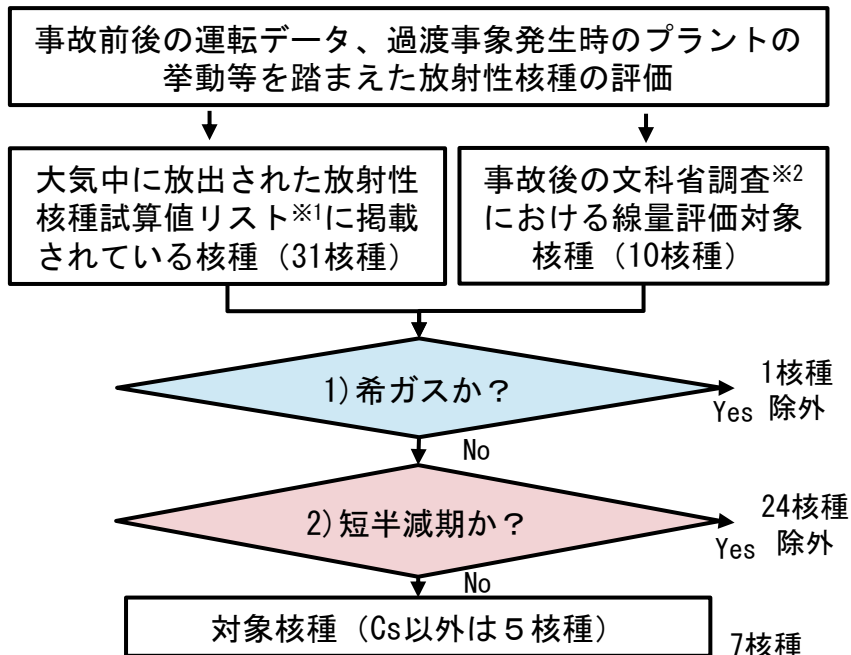 事故前後の運転データ、過渡事象発生時のプラントの
挙動等を踏まえた放射性核種の評価
大気中に放出された放射性
核種試算値リスト※1に掲載
されている核種（31核種）
事故後の文科省調査※2
における線量評価対象
核種（10核種）
1)希ガスか？
Yes
1核種
除外
No
2)短半減期か？
Yes
24核種
除外
No
対象核種（Cs以外は５核種）
7核種